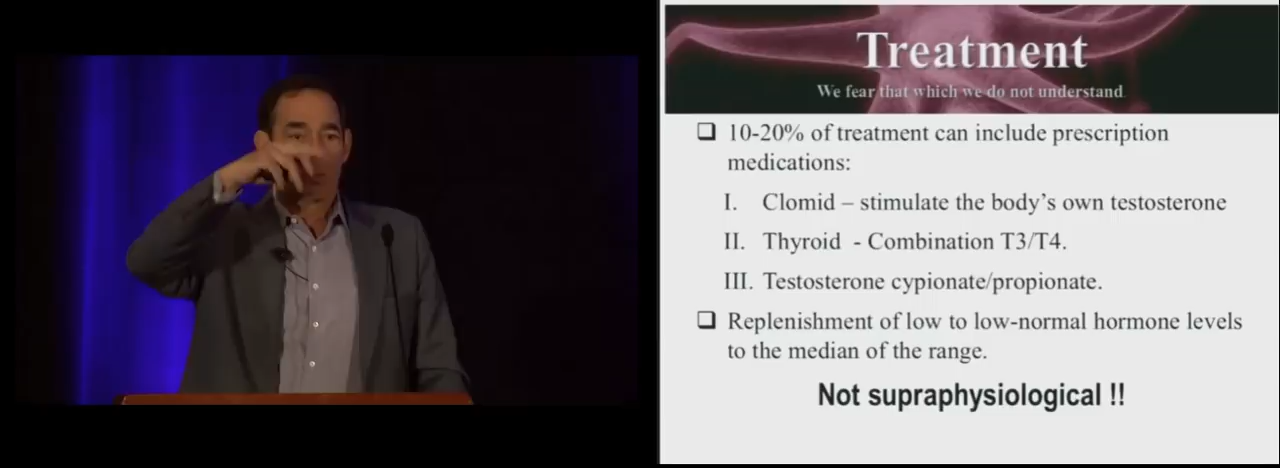 Treatment
We fear that which we do not understand
❑ 10-20% of treatment can include prescription
medications:
I. Clomid – stimulate the body's own testosterone
II. Thyroid - Combination T3/T4.
III. Testosterone cypionate/propionate.
❑ Replenishment of low to low-normal hormone levels
to the median of the range.
Not supraphysiological !!